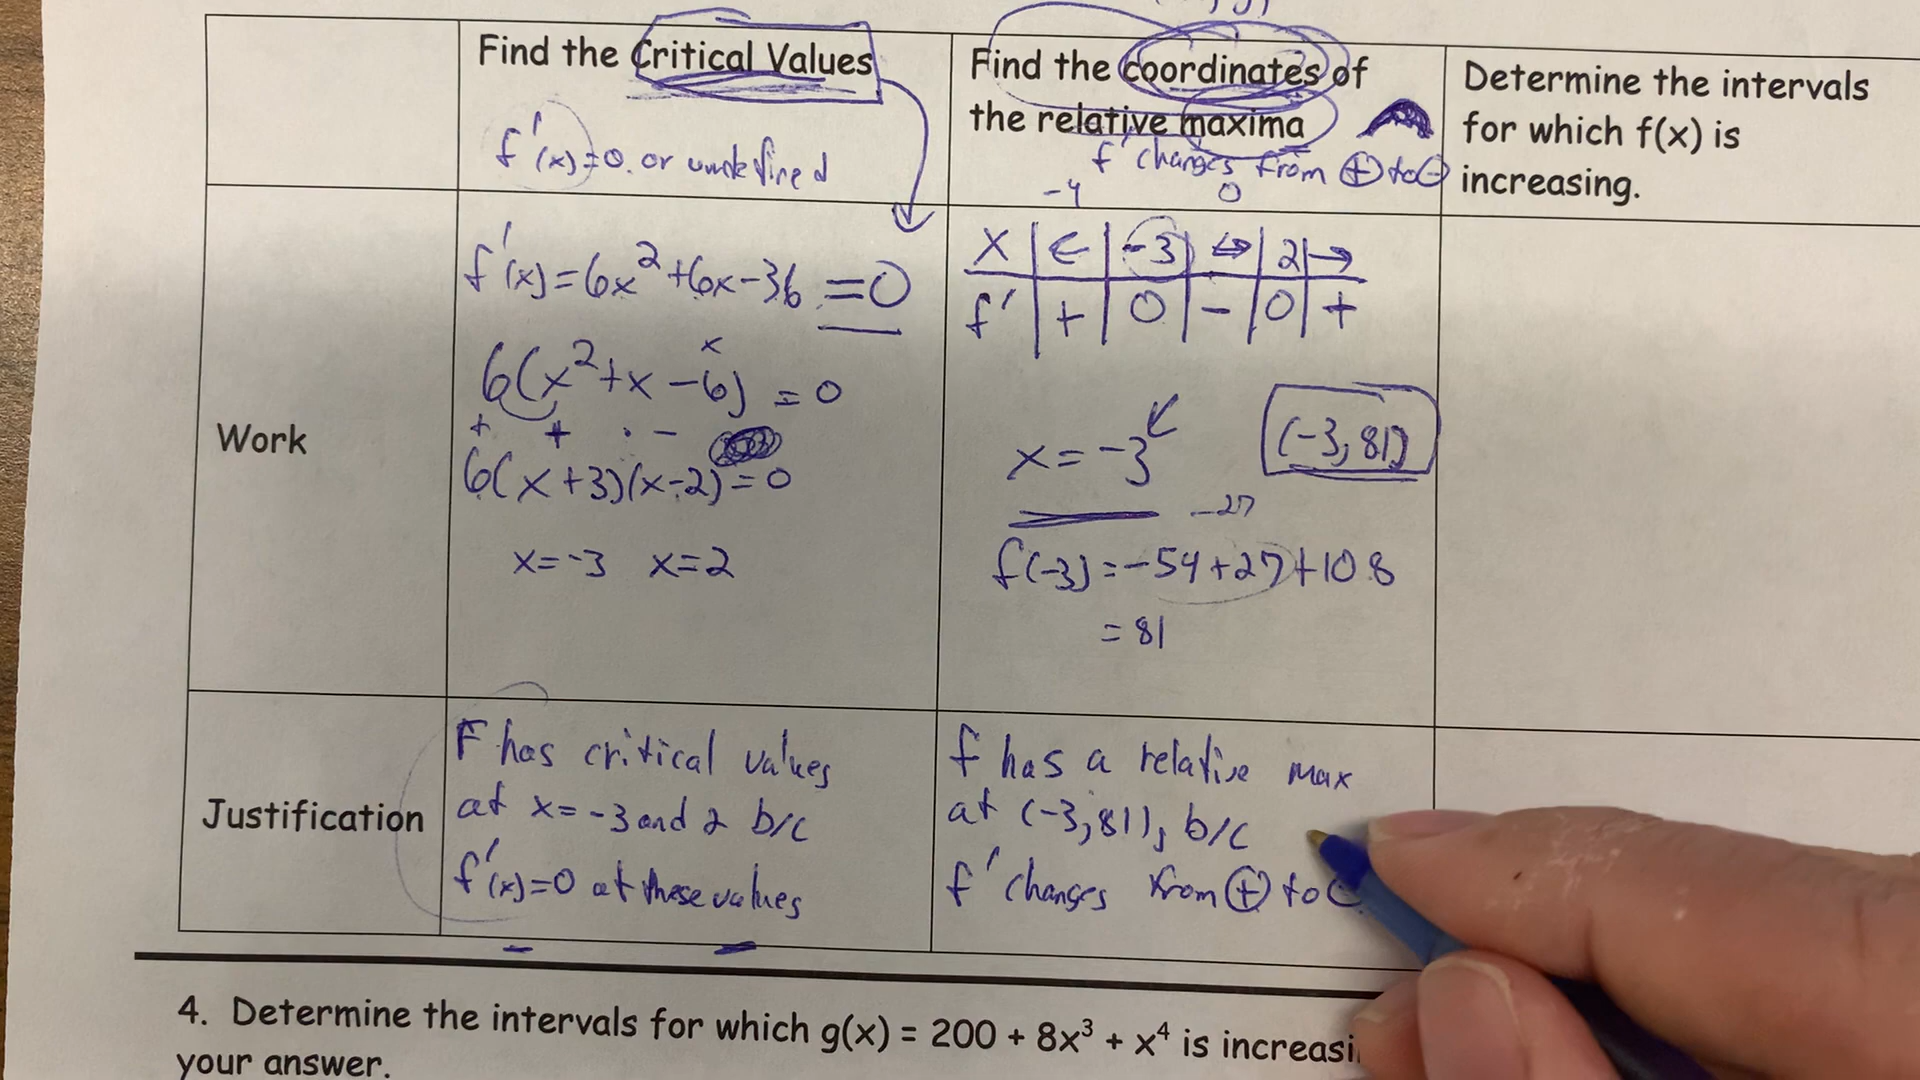 Find the Critical Values
f'(x)=0 or undefined
Find the coordinates of
the relative maxima
f' changes from + to -
Determine the intervals
for which f(x) is
increasing.
Work
f'(x)=6x²+6x-36 =0
6(x²+x-6) = 0
+ + · -
6(x+3)(x-2)=0
x=-3 x=2
-4 0
X | ← | -3 | ↔ | 2 | →
f' | + | 0 | - | 0 | +
x=-3
(-3,81)
-27
f(-3)=-54+27+108
=81
Justification
F has critical values
at x=-3 and 2 b/c
f'(x)=0 at these values
f has a relative max
at (-3,81), b/c
f' changes from + to
4. Determine the intervals for which g(x) = 200 + 8x³ + x⁴ is increasi
your answer.